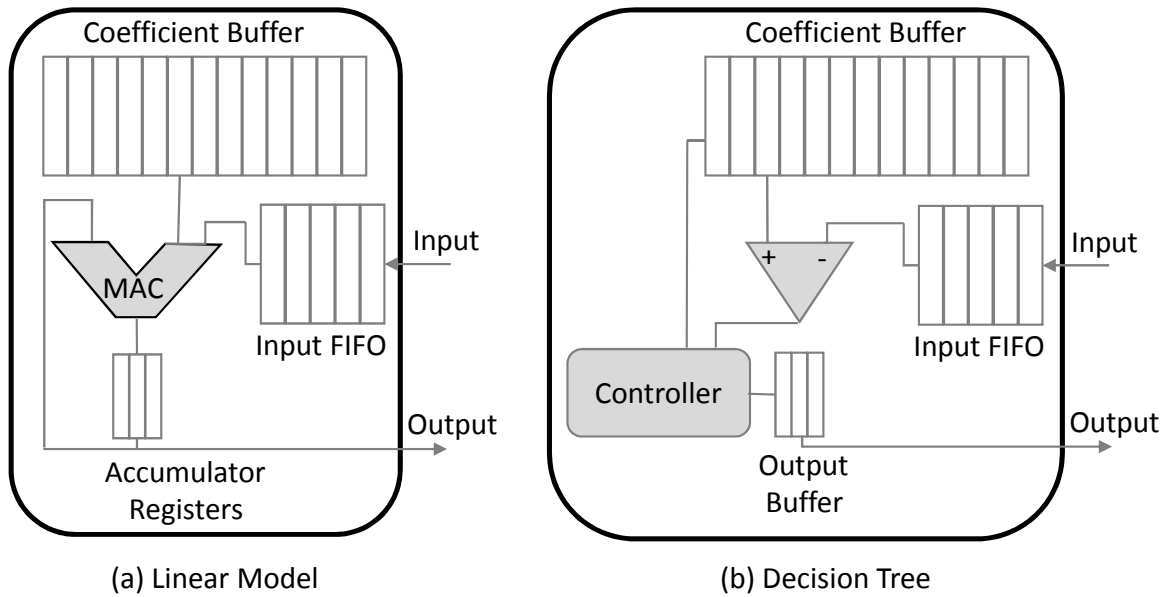 Coefficient Buffer
MAC
Input
Input FIFO
Output
Accumulator
Registers
(a) Linear Model
Coefficient Buffer
+ -
Input
Input FIFO
Controller
Output
Output
Buffer
(b) Decision Tree